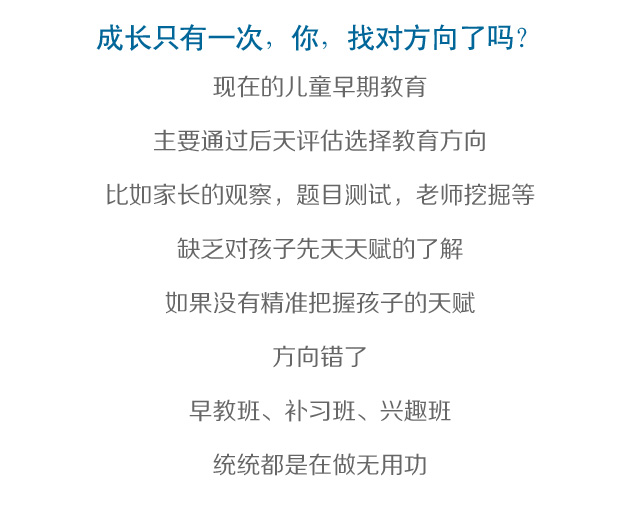 成长只有一次，你，找对方向了吗？
现在的儿童早期教育
主要通过后天评估选择教育方向
比如家长的观察，题目测试，老师挖掘等
缺乏对孩子先天天赋的了解
如果没有精准把握孩子的天赋
方向错了
早教班、补习班、兴趣班
统统都是在做无用功